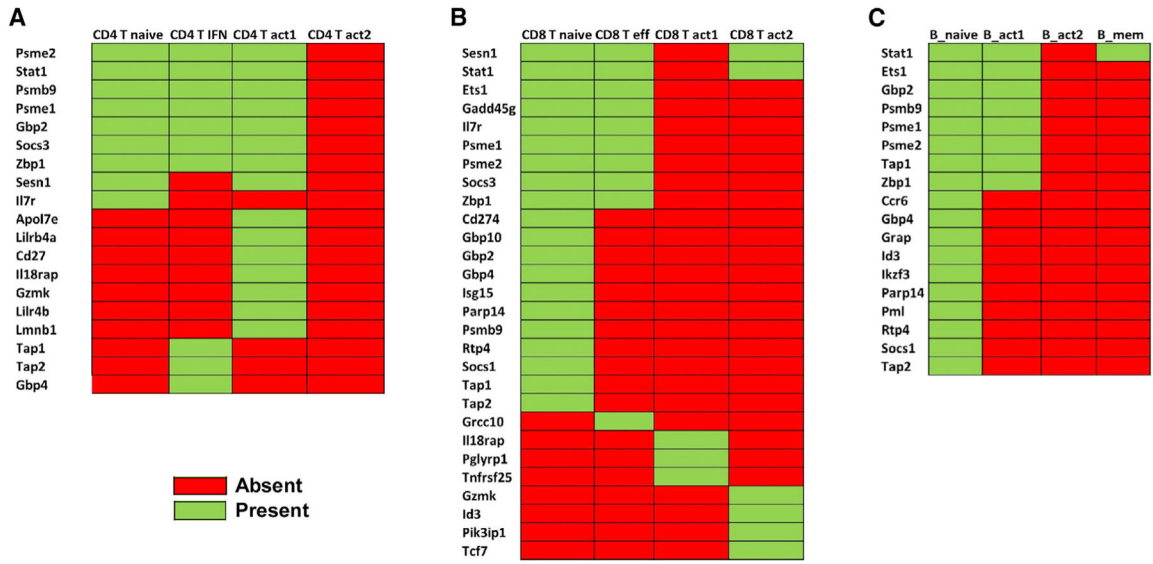 A
CD4 T naive CD4 T IFN CD4 T act1 CD4 T act2
Psme2
Stat1
Psmb9
Psme1
Gbp2
Socs3
Zbp1
Sesn1
Il7r
Apol7e
Lilrb4a
Cd27
Il18rap
Gzmk
Lilr4b
Lmnb1
Tap1
Tap2
Gbp4
Absent
Present
B
CD8 T naive CD8 T eff CD8 T act1 CD8 T act2
Sesn1
Stat1
Ets1
Gadd45g
Il7r
Psme1
Psme2
Socs3
Zbp1
Cd274
Gbp10
Gbp2
Gbp4
Isg15
Parp14
Psmb9
Rtp4
Socs1
Tap1
Tap2
Grcc10
Il18rap
Pglyrp1
Tnfrsf25
Gzmk
Id3
Pik3ip1
Tcf7
C
B_naive B_act1 B_act2 B_mem
Stat1
Ets1
Gbp2
Psmb9
Psme1
Psme2
Tap1
Zbp1
Ccr6
Gbp4
Grap
Id3
Ikzf3
Parp14
Pml
Rtp4
Socs1
Tap2